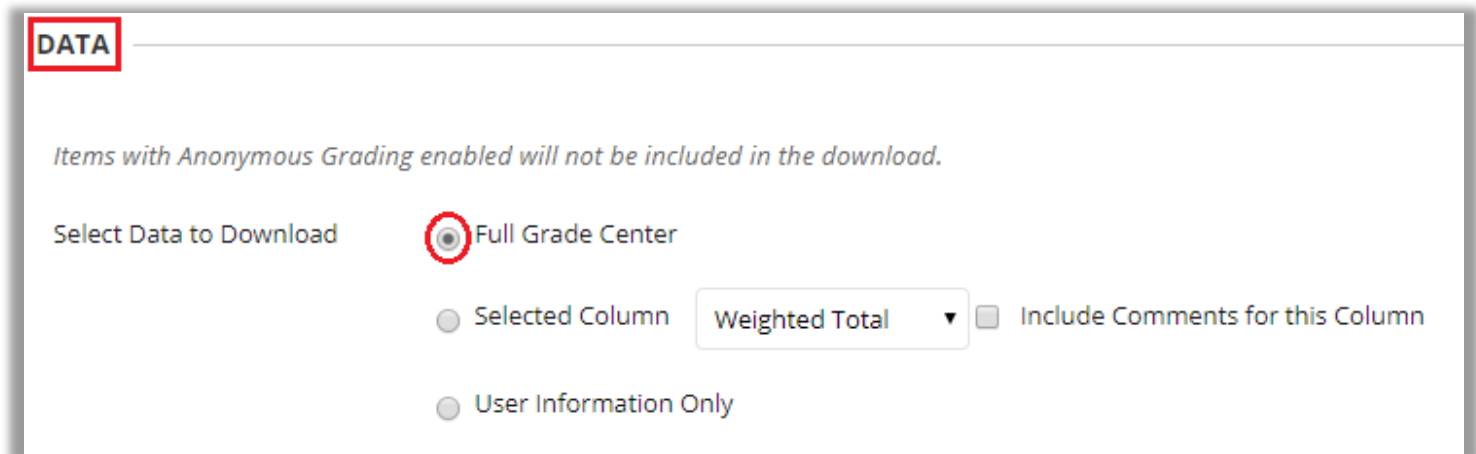 DATA
Items with Anonymous Grading enabled will not be included in the download.
Select Data to Download Full Grade Center
Selected Column Weighted Total Include Comments for this Column
User Information Only